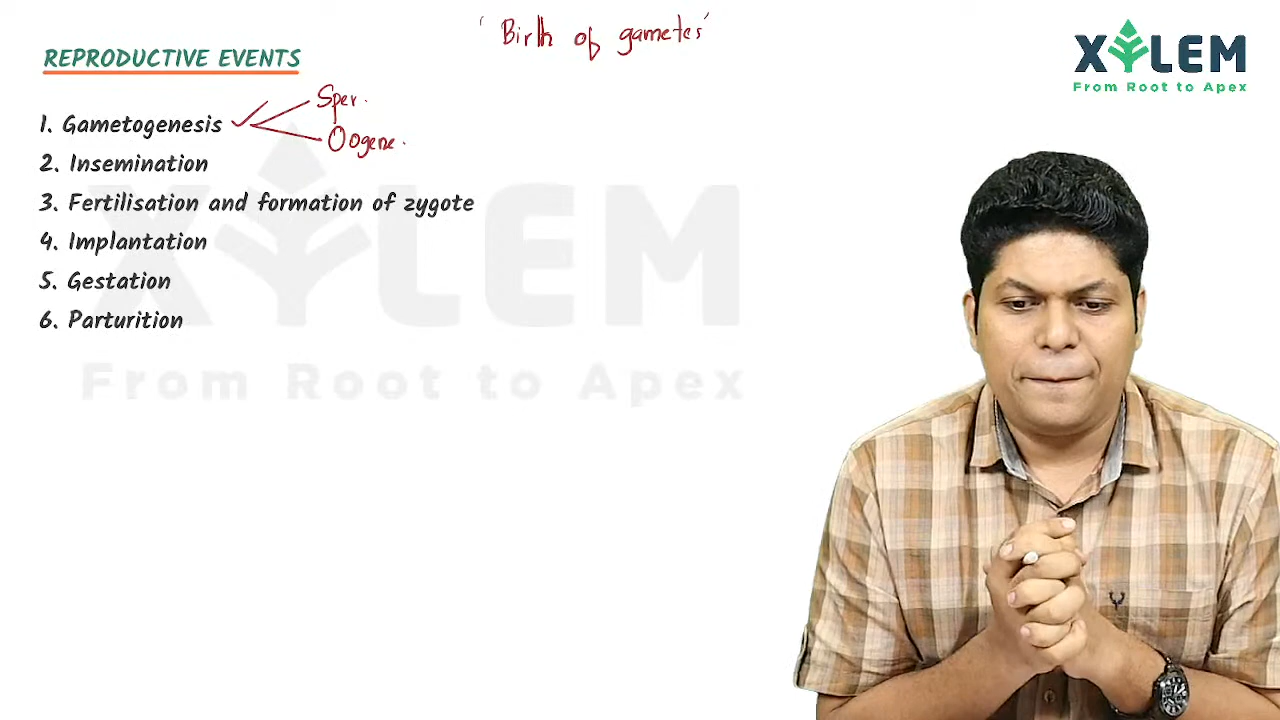 'Birth of gametes'
REPRODUCTIVE EVENTS
XYLEM
From Root to Apex
1. Gametogenesis
Sper.
Oogene.
2. Insemination
3. Fertilisation and formation of zygote
4. Implantation
5. Gestation
6. Parturition
XYLEM
From Root to Apex